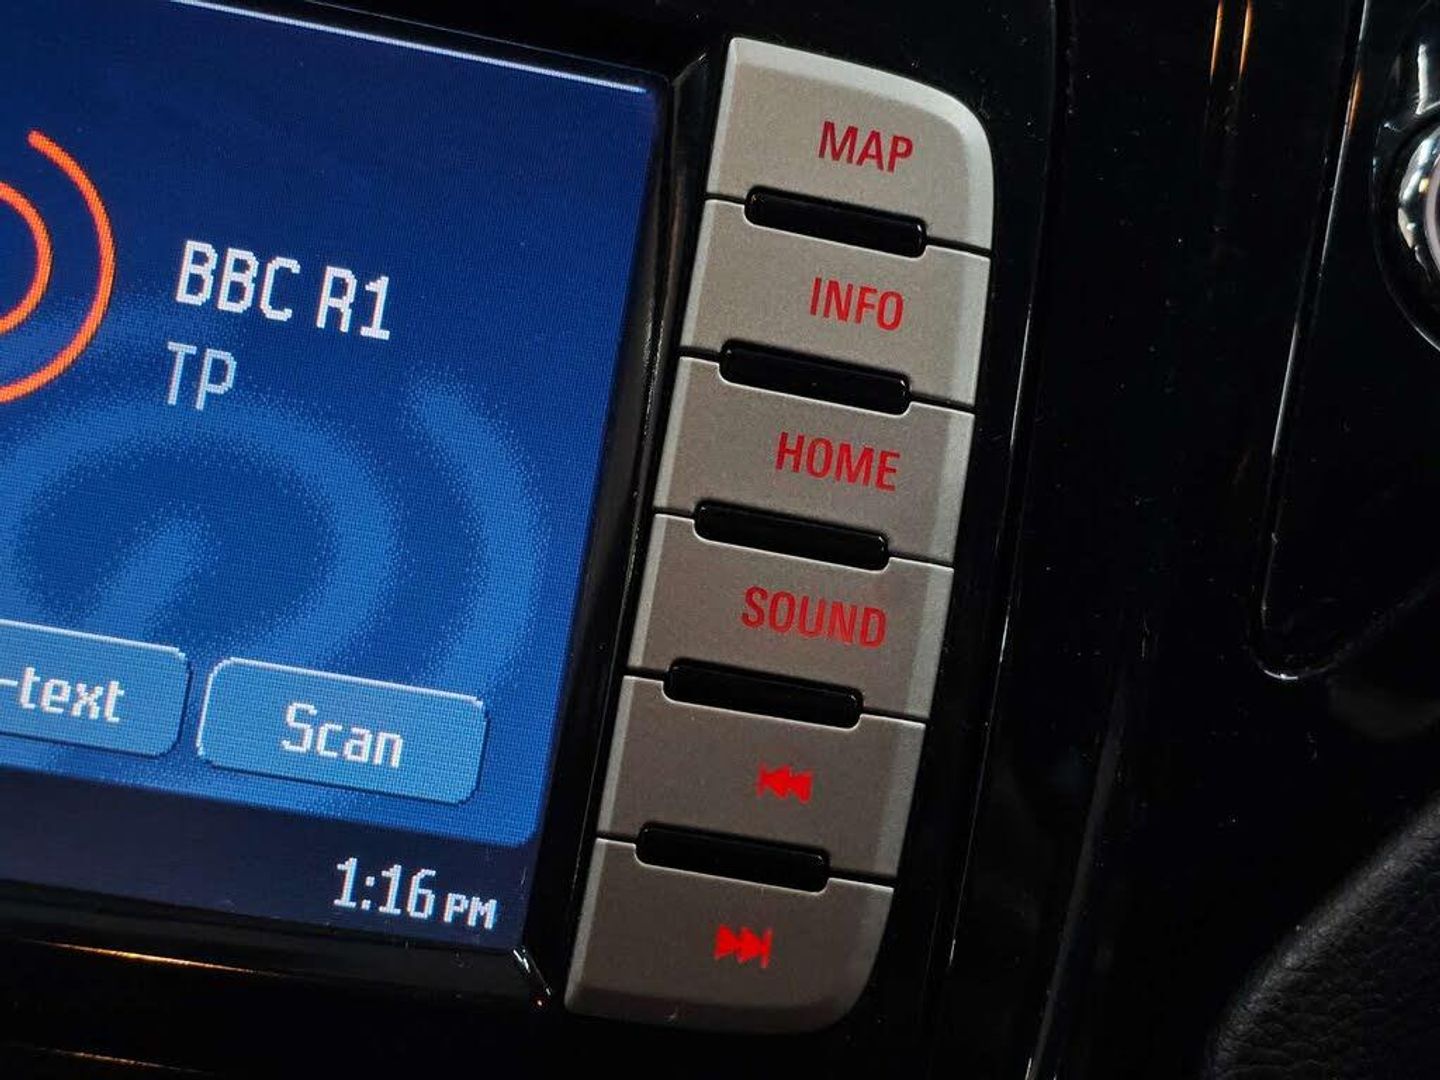 BBC R1
TP
-text
Scan
1:16 PM
MAP
INFO
HOME
SOUND